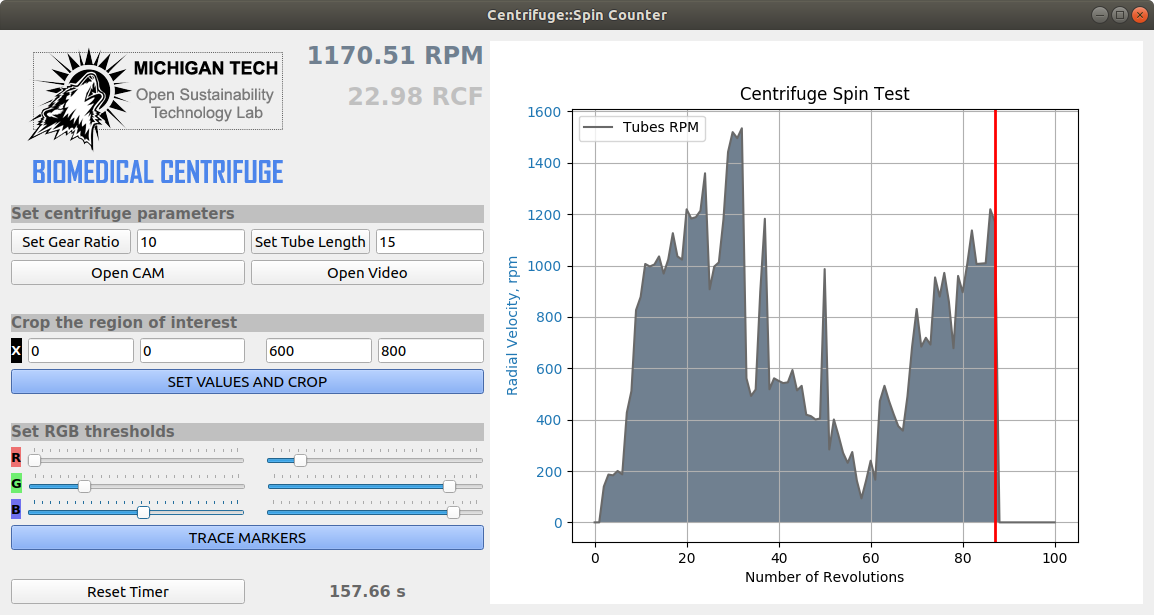 Centrifuge::Spin Counter
MICHIGAN TECH
Open Sustainability
Technology Lab
BIOMEDICAL CENTRIFUGE
1170.51 RPM
22.98 RCF
Set centrifuge parameters
Set Gear Ratio 10 Set Tube Length 15
Open CAM Open Video
Crop the region of interest
X 0 0 600 800
SET VALUES AND CROP
Set RGB thresholds
R
G
B
TRACE MARKERS
Reset Timer 157.66 s
Centrifuge Spin Test
Tubes RPM
1600
1400
1200
1000
800
600
400
200
0
Radial Velocity, rpm
0 20 40 60 80 100
Number of Revolutions